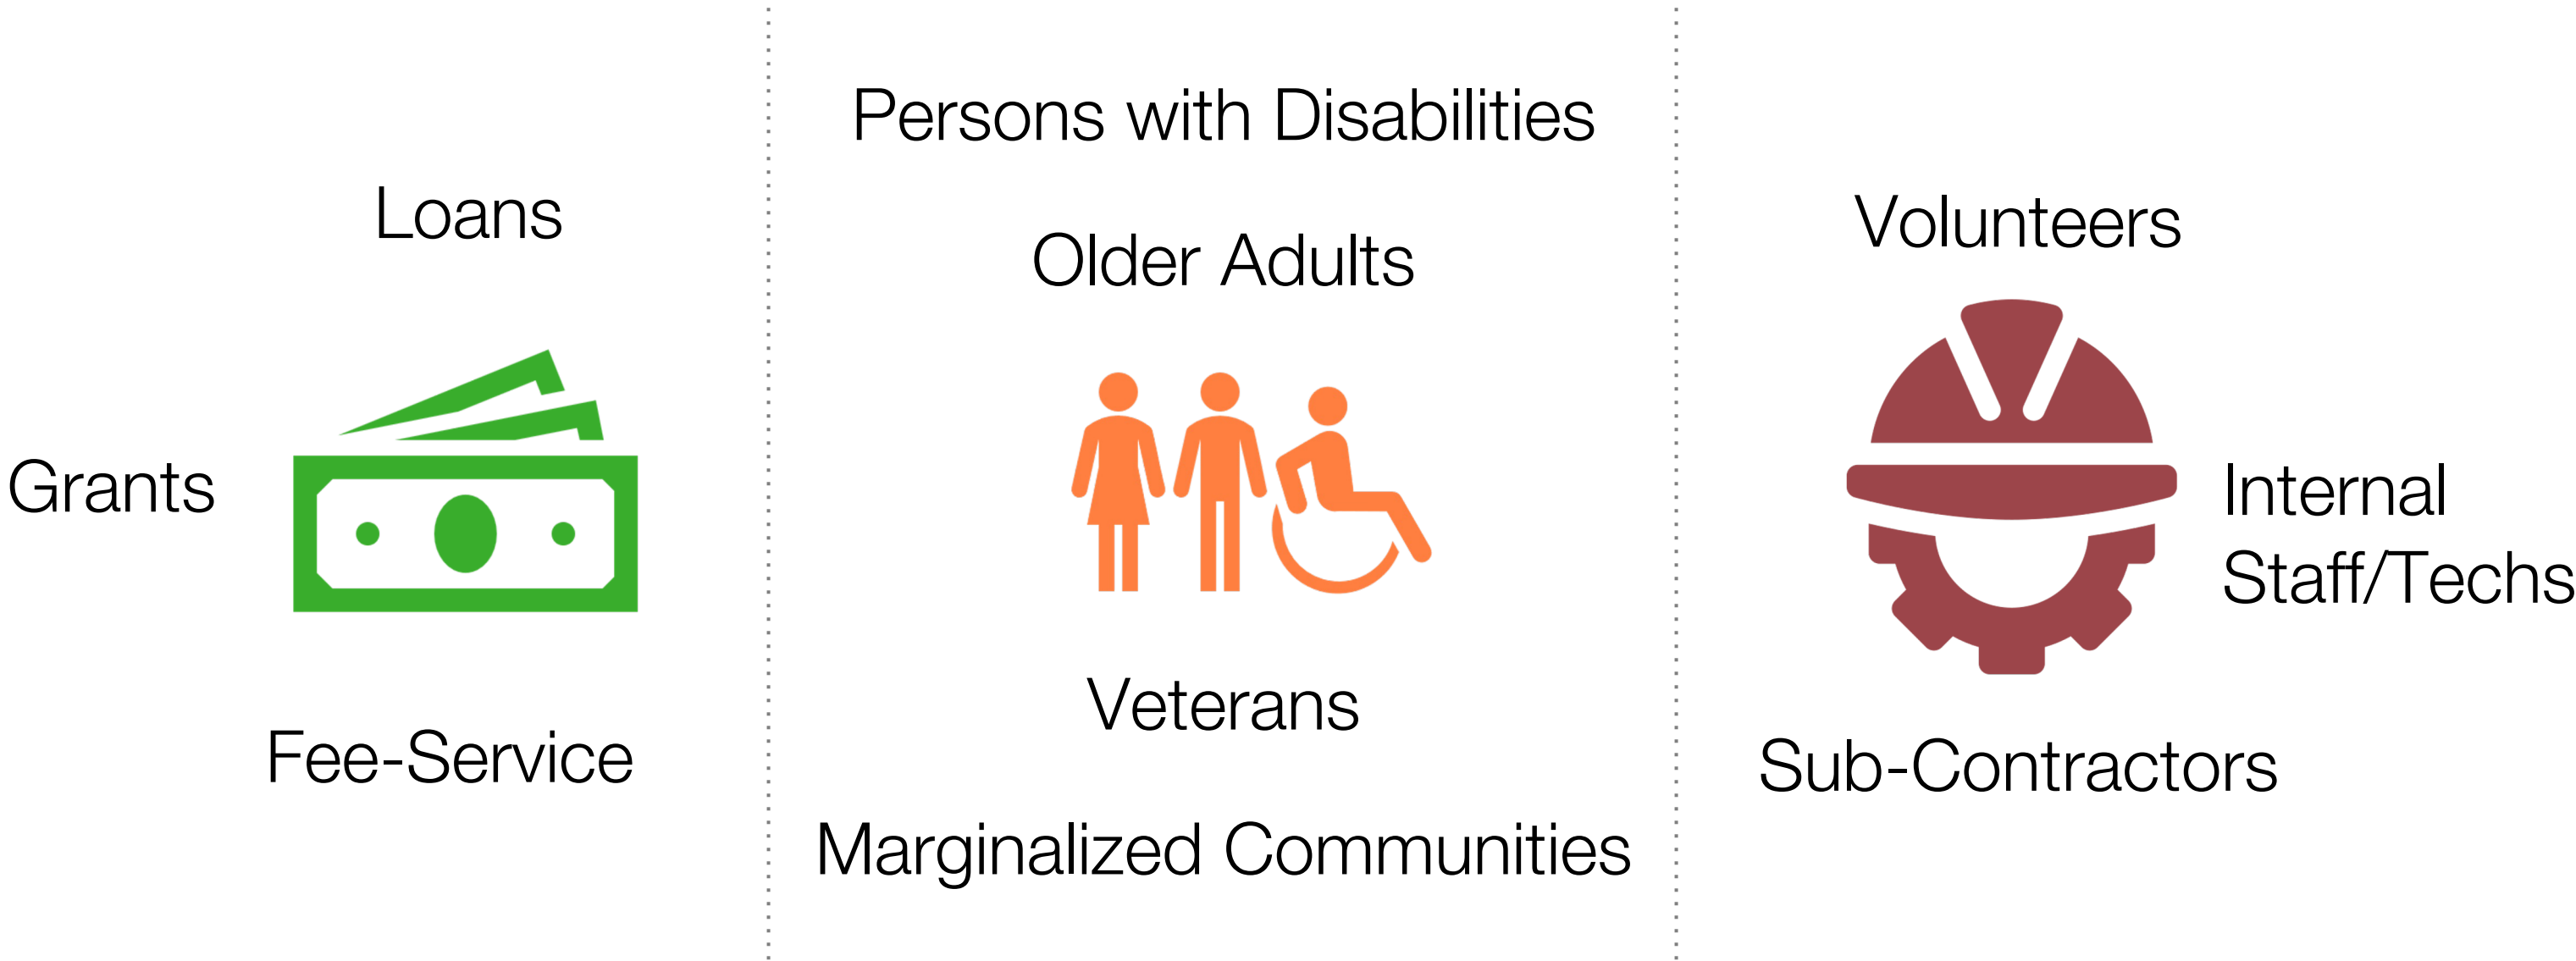 Loans
Grants
Fee-Service
Persons with Disabilities
Older Adults
Veterans
Marginalized Communities
Volunteers
Internal
Staff/Techs
Sub-Contractors